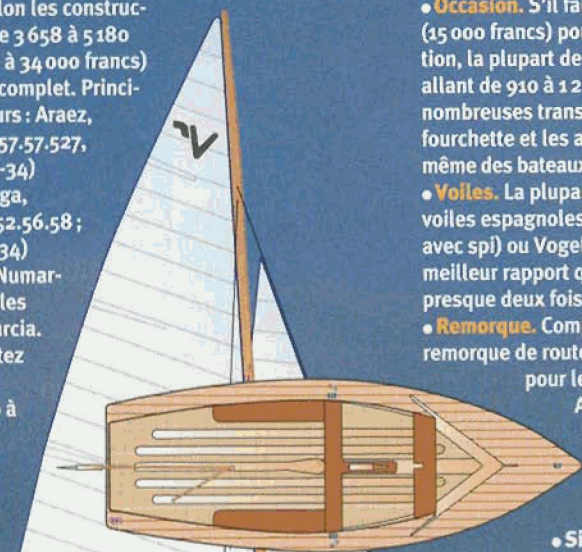 lon les construc-
e 3 658 à 5 180
à 34 000 francs)
complet. Princi-
urs : Araez,
57.57.527,
-34)
ga,
52.56.58 ;
34)
Numar-
les
urcia.
tez
à
• Occasion. S'il fa
(15 000 francs) po
tion, la plupart de
allant de 910 à 1 2
nombreuses trans
fourchette et les a
même des bateaux
• Voiles. La plupa
voiles espagnoles
avec spi) ou Vogel
meilleur rapport q
presque deux fois
• Remorque. Com
remorque de route
pour le
A
• Si